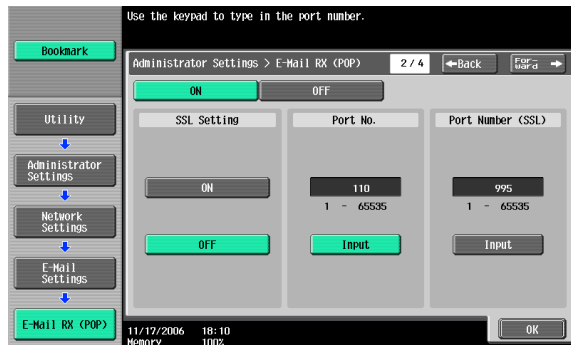 Use the keypad to type in the port number.
Bookmark
Administrator Settings > E-Mail RX (POP)
2/4
←Back
For-
ward →
ON
OFF
Utility
Administrator
Settings
Network
Settings
E-Mail
Settings
E-Mail RX (POP)
SSL Setting
ON
OFF
Port No.
110
1 - 65535
Input
Port Number (SSL)
995
1 - 65535
Input
11/17/2006 18:10
Memory 100%
OK